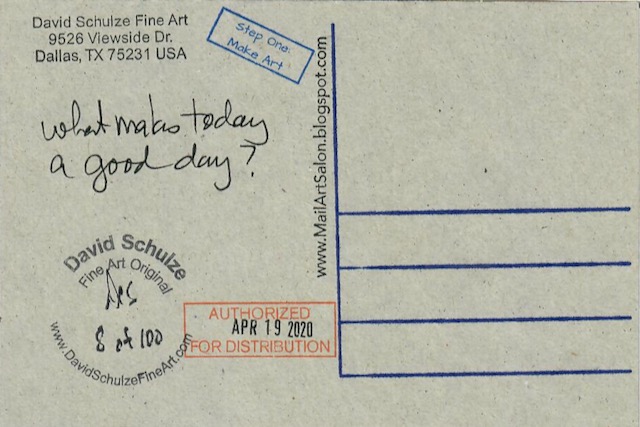 David Schulze Fine Art
9526 Viewside Dr.
Dallas, TX 75231 USA
Step One:
Make Art
what makes today
a good day?
www.MailArtSalon.blogspot.com
David Schulze
Fine Art Original
DAS
8 of 100
www.DavidSchulzeFineArt.com
AUTHORIZED
APR 19 2020
FOR DISTRIBUTION